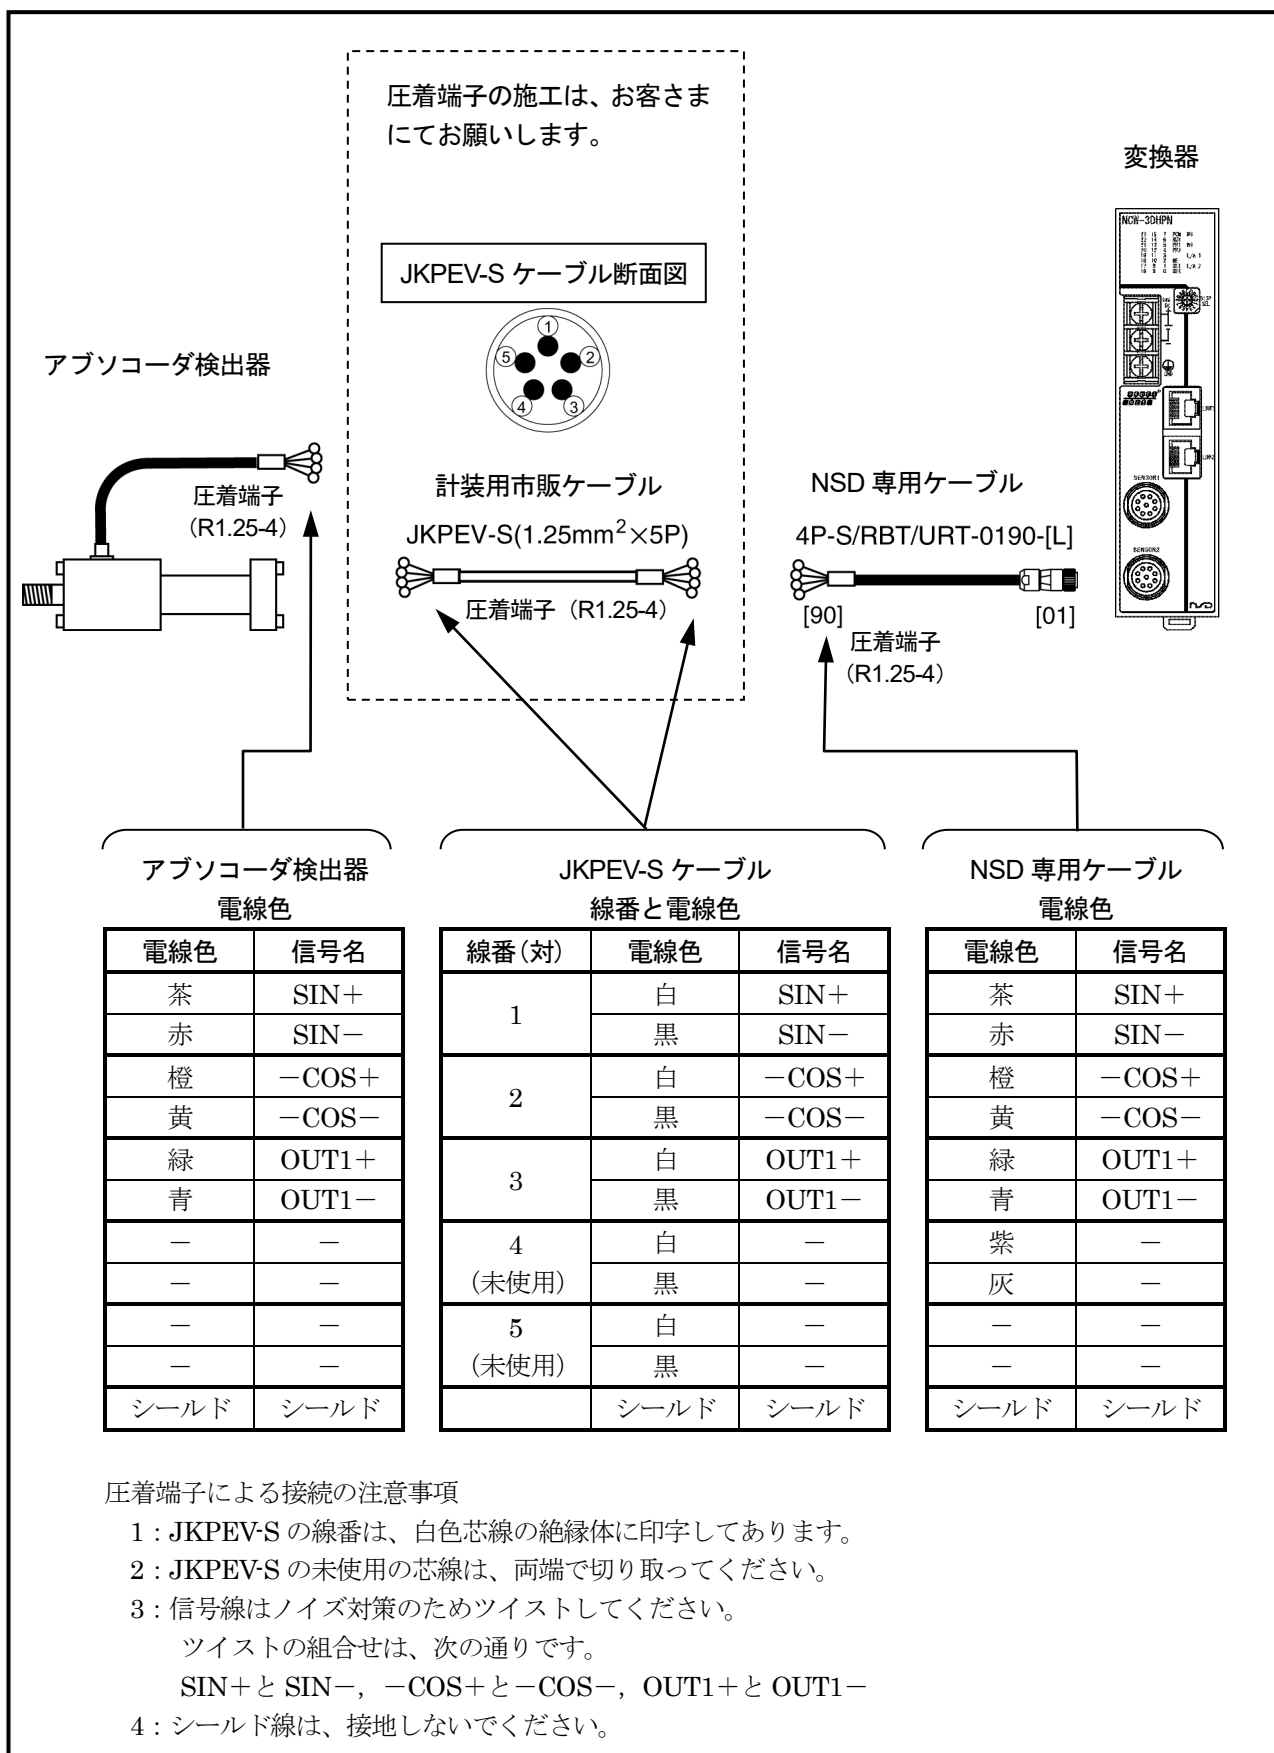 圧着端子の施工は、お客さま
にてお願いします。
変換器
NCW-3DHPN
JKPEV-S ケーブル断面図
1
5
2
4
3
アブソコーダ検出器
圧着端子
(R1.25-4)
計装用市販ケーブル
JKPEV-S(1.25mm²×5P)
圧着端子(R1.25-4)
NSD 専用ケーブル
4P-S/RBT/URT-0190-[L]
[90]
[01]
圧着端子
(R1.25-4)
SENSOR1
SENSOR2
アブソコーダ検出器
電線色
電線色 信号名
茶 SIN+
赤 SIN-
橙 -COS+
黄 -COS-
緑 OUT1+
青 OUT1-
- -
- -
- -
- -
シールド シールド
JKPEV-S ケーブル
線番と電線色
線番(対) 電線色 信号名
1 白 SIN+
黒 SIN-
2 白 -COS+
黒 -COS-
3 白 OUT1+
黒 OUT1-
4 白 -
(未使用) 黒 -
5 白 -
(未使用) 黒 -
シールド シールド
NSD 専用ケーブル
電線色
電線色 信号名
茶 SIN+
赤 SIN-
橙 -COS+
黄 -COS-
緑 OUT1+
青 OUT1-
紫 -
灰 -
- -
- -
シールド シールド
圧着端子による接続の注意事項
1:JKPEV-S の線番は、白色芯線の絶縁体に印字してあります。
2:JKPEV-S の未使用の芯線は、両端で切り取ってください。
3:信号線はノイズ対策のためツイストしてください。
ツイストの組合せは、次の通りです。
SIN+と SIN-, -COS+と-COS-, OUT1+と OUT1-
4:シールド線は、接地しないでください。